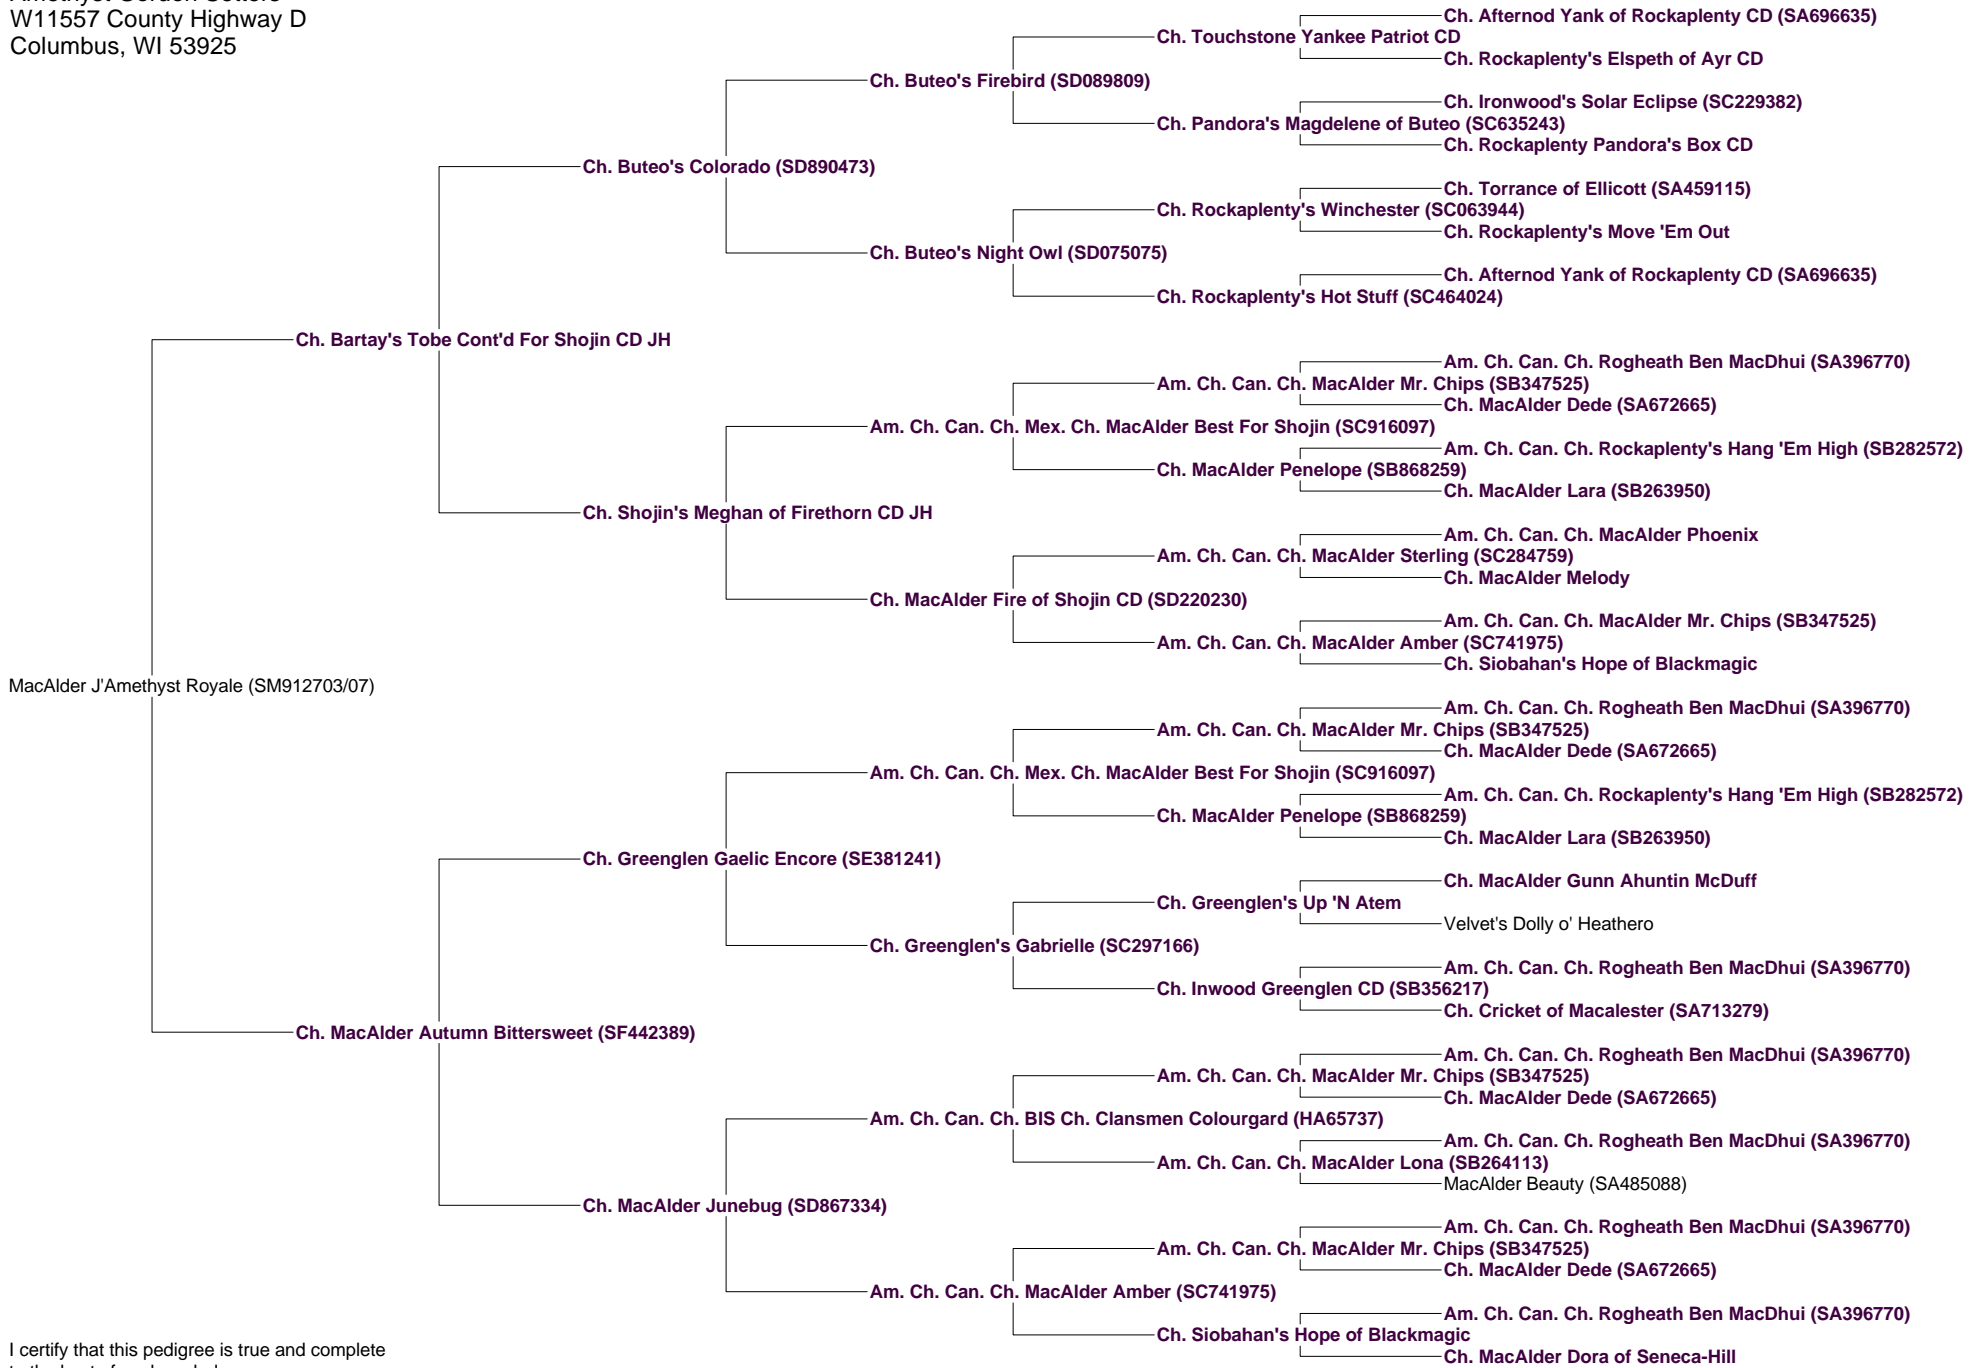 Amethyst Gordon Setters
W11557 County Highway D
Columbus, WI 53925
Ch. Afternod Yank of Rockaplenty CD (SA696635)
Ch. Touchstone Yankee Patriot CD
Ch. Rockaplenty's Elspeth of Ayr CD
Ch. Buteo's Firebird (SD089809)
Ch. Ironwood's Solar Eclipse (SC229382)
Ch. Pandora's Magdelene of Buteo (SC635243)
Ch. Rockaplenty Pandora's Box CD
Ch. Buteo's Colorado (SD890473)
Ch. Torrance of Ellicott (SA459115)
Ch. Rockaplenty's Winchester (SC063944)
Ch. Rockaplenty's Move 'Em Out
Ch. Buteo's Night Owl (SD075075)
Ch. Afternod Yank of Rockaplenty CD (SA696635)
Ch. Rockaplenty's Hot Stuff (SC464024)
Ch. Bartay's Tobe Cont'd For Shojin CD JH
Am. Ch. Can. Ch. Rogheath Ben MacDhui (SA396770)
Am. Ch. Can. Ch. MacAlder Mr. Chips (SB347525)
Ch. MacAlder Dede (SA672665)
Am. Ch. Can. Ch. Mex. Ch. MacAlder Best For Shojin (SC916097)
Am. Ch. Can. Ch. Rockaplenty's Hang 'Em High (SB282572)
Ch. MacAlder Penelope (SB868259)
Ch. MacAlder Lara (SB263950)
Ch. Shojin's Meghan of Firethorn CD JH
Am. Ch. Can. Ch. MacAlder Phoenix
Am. Ch. Can. Ch. MacAlder Sterling (SC284759)
Ch. MacAlder Melody
Ch. MacAlder Fire of Shojin CD (SD220230)
Am. Ch. Can. Ch. MacAlder Mr. Chips (SB347525)
Am. Ch. Can. Ch. MacAlder Amber (SC741975)
Ch. Siobahan's Hope of Blackmagic
MacAlder J'Amethyst Royale (SM912703/07)
Am. Ch. Can. Ch. Rogheath Ben MacDhui (SA396770)
Am. Ch. Can. Ch. MacAlder Mr. Chips (SB347525)
Ch. MacAlder Dede (SA672665)
Am. Ch. Can. Ch. Mex. Ch. MacAlder Best For Shojin (SC916097)
Am. Ch. Can. Ch. Rockaplenty's Hang 'Em High (SB282572)
Ch. MacAlder Penelope (SB868259)
Ch. MacAlder Lara (SB263950)
Ch. Greenglen Gaelic Encore (SE381241)
Ch. MacAlder Gunn Ahuntin McDuff
Ch. Greenglen's Up 'N Atem
Velvet's Dolly o' Heathero
Ch. Greenglen's Gabrielle (SC297166)
Am. Ch. Can. Ch. Rogheath Ben MacDhui (SA396770)
Ch. Inwood Greenglen CD (SB356217)
Ch. Cricket of Macalester (SA713279)
Ch. MacAlder Autumn Bittersweet (SF442389)
Am. Ch. Can. Ch. Rogheath Ben MacDhui (SA396770)
Am. Ch. Can. Ch. MacAlder Mr. Chips (SB347525)
Ch. MacAlder Dede (SA672665)
Am. Ch. Can. Ch. BIS Ch. Clansmen Colourgard (HA65737)
Am. Ch. Can. Ch. Rogheath Ben MacDhui (SA396770)
Am. Ch. Can. Ch. MacAlder Lona (SB264113)
MacAlder Beauty (SA485088)
Ch. MacAlder Junebug (SD867334)
Am. Ch. Can. Ch. Rogheath Ben MacDhui (SA396770)
Am. Ch. Can. Ch. MacAlder Mr. Chips (SB347525)
Ch. MacAlder Dede (SA672665)
Am. Ch. Can. Ch. MacAlder Amber (SC741975)
Am. Ch. Can. Ch. Rogheath Ben MacDhui (SA396770)
Ch. Siobahan's Hope of Blackmagic
Ch. MacAlder Dora of Seneca-Hill
I certify that this pedigree is true and complete